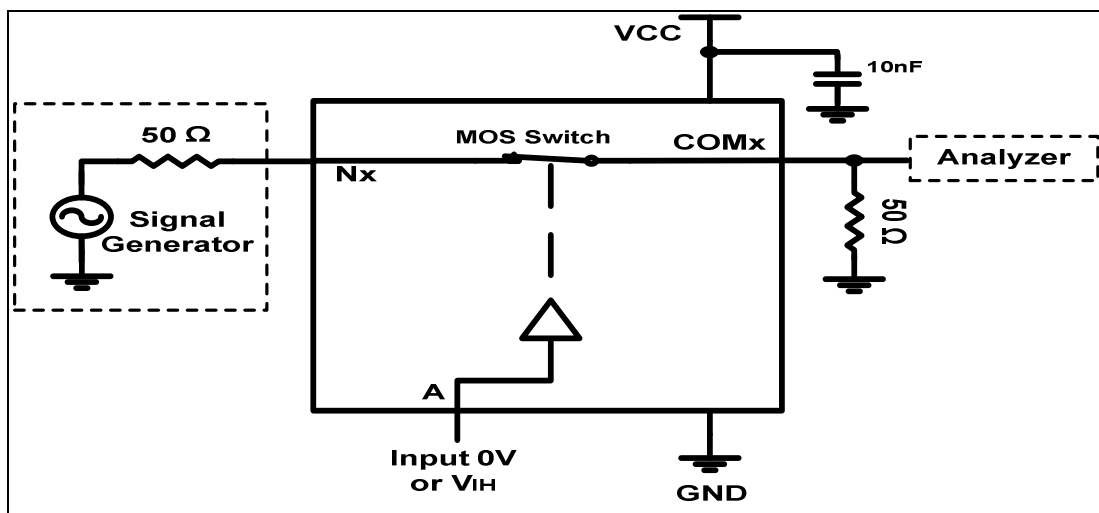 VCC
10nF
50 Ω
MOS Switch
COMx
Nx
Analyzer
Signal
Generator
50 Ω
A
Input 0V
or VIH
GND